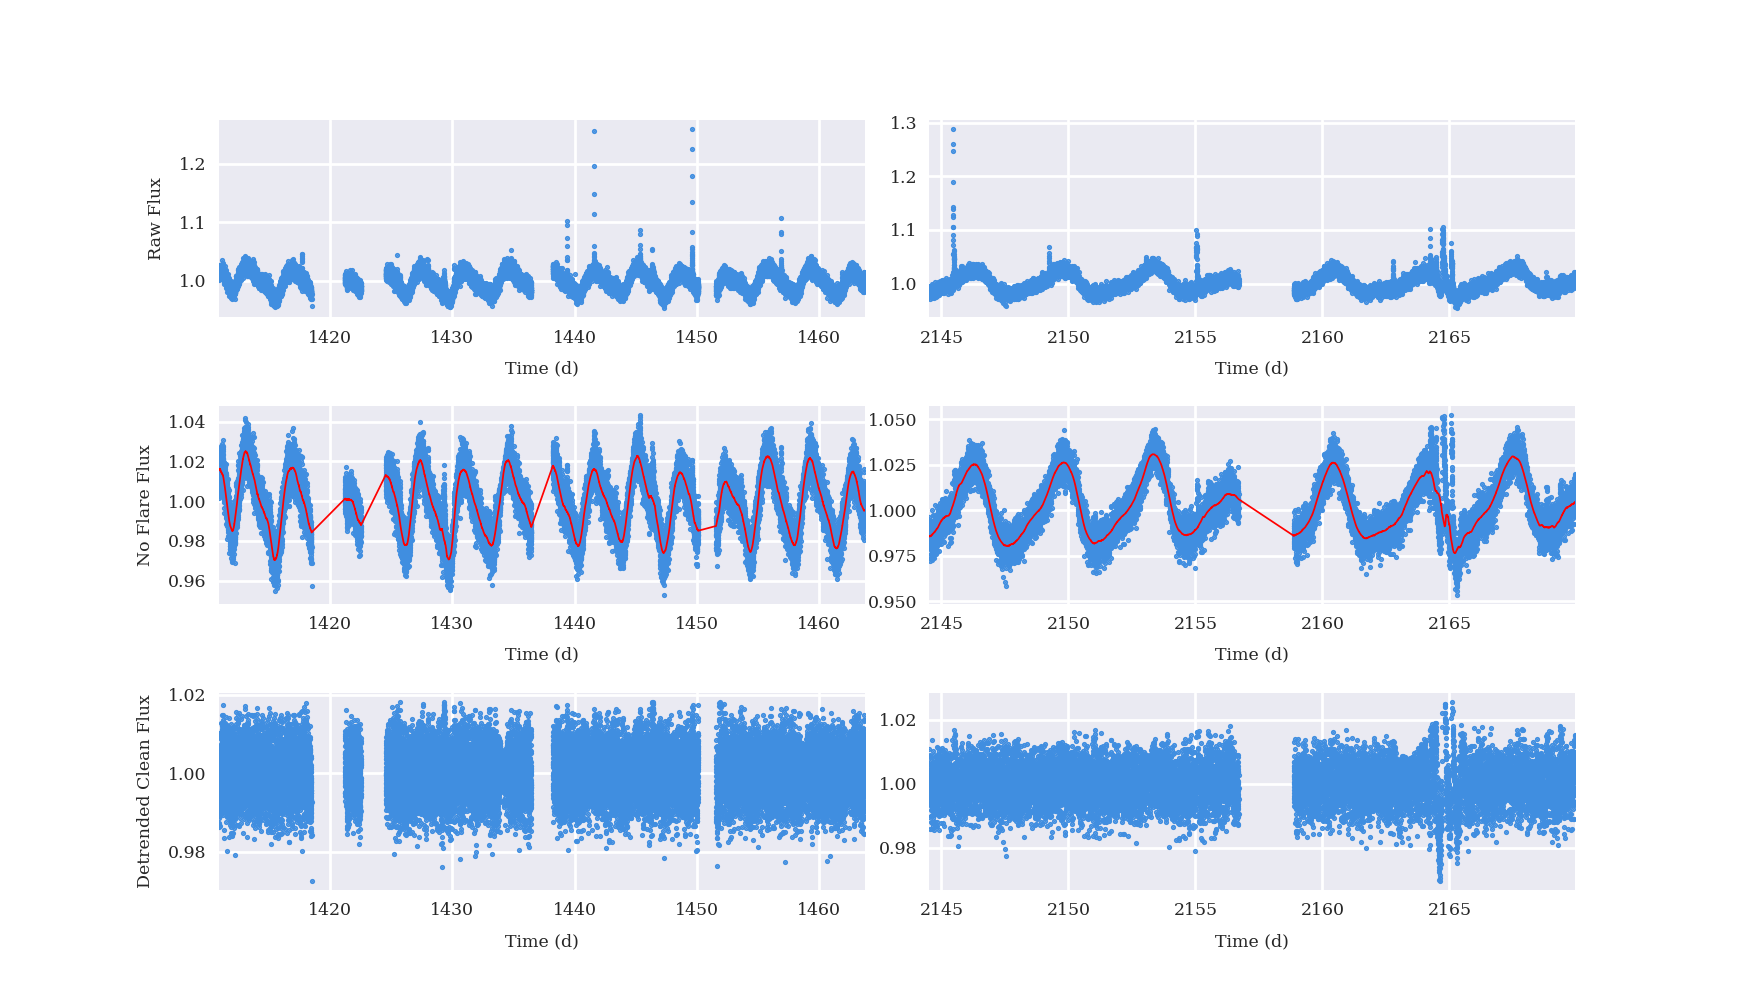 Raw Flux
1.2
1.1
1.0
1420 1430 1440 1450 1460
Time (d)
1.3
1.2
1.1
1.0
2145 2150 2155 2160 2165
Time (d)
No Flare Flux
1.04
1.02
1.00
0.98
0.96
1420 1430 1440 1450 1460
Time (d)
1.050
1.025
1.000
0.975
0.950
2145 2150 2155 2160 2165
Time (d)
Detrended Clean Flux
1.02
1.00
0.98
1420 1430 1440 1450 1460
Time (d)
1.02
1.00
0.98
2145 2150 2155 2160 2165
Time (d)